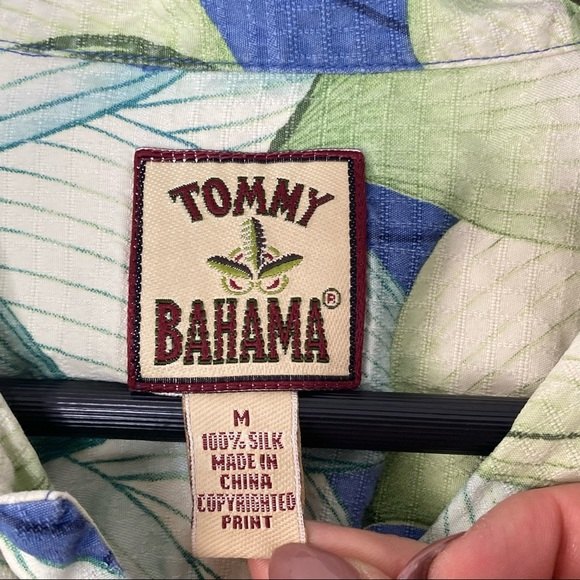 TOMMY
BAHAMA®
M
100% SILK
MADE IN
CHINA
COPYRIGHTED
PRINT